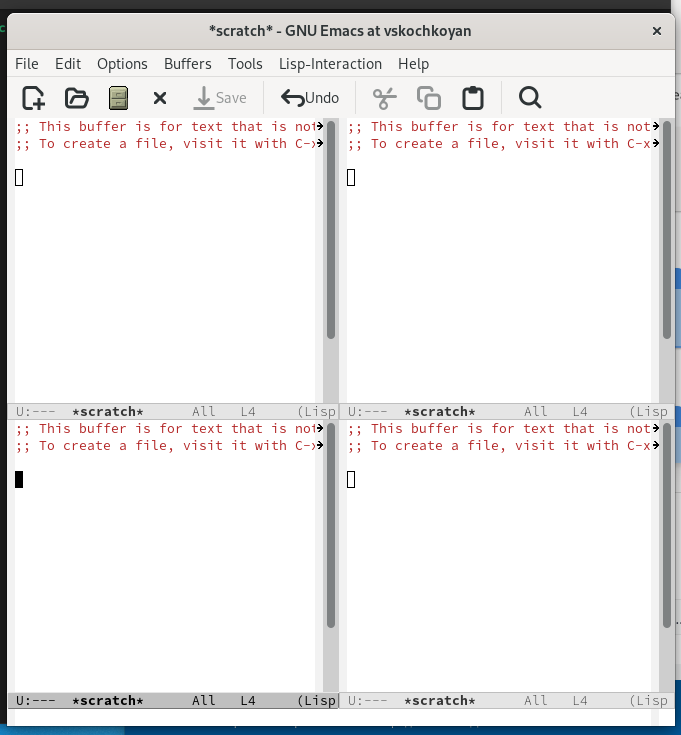 *scratch* - GNU Emacs at vskochkoyan
File Edit Options Buffers Tools Lisp-Interaction Help
Save Undo
;; This buffer is for text that is not
;; To create a file, visit it with C-x
;; This buffer is for text that is not
;; To create a file, visit it with C-x
U:--- *scratch* All L4 (Lisp
U:--- *scratch* All L4 (Lisp
;; This buffer is for text that is not
;; To create a file, visit it with C-x
;; This buffer is for text that is not
;; To create a file, visit it with C-x
U:--- *scratch* All L4 (Lisp
U:--- *scratch* All L4 (Lisp